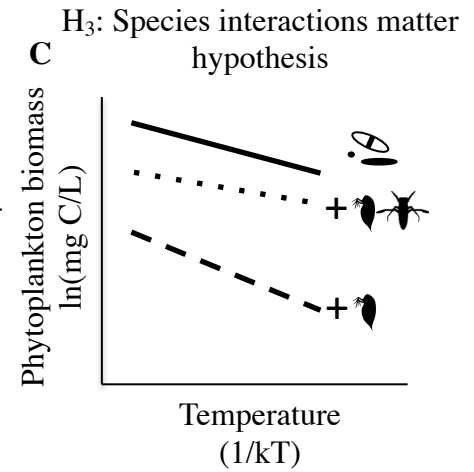 H₃: Species interactions matter
hypothesis
C
Phytoplankton biomass
ln(mg C/L)
+
+
Temperature
(1/kT)